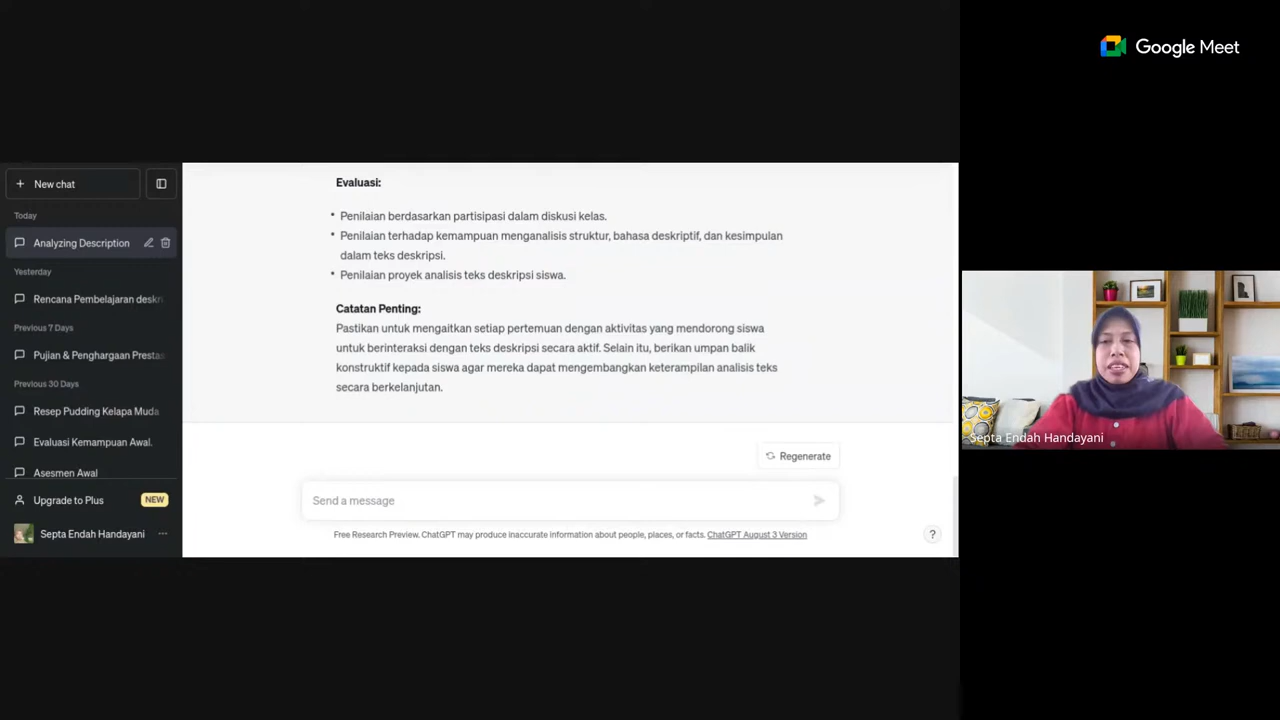 Google Meet
New chat
Today
Analyzing Description
Yesterday
Rencana Pembelajaran deskri
Previous 7 Days
Pujian & Penghargaan Prestas
Previous 30 Days
Resep Pudding Kelapa Muda
Evaluasi Kemampuan Awal.
Asesmen Awal
Upgrade to Plus NEW
Septa Endah Handayani ...
Evaluasi:
• Penilaian berdasarkan partisipasi dalam diskusi kelas.
• Penilaian terhadap kemampuan menganalisis struktur, bahasa deskriptif, dan kesimpulan
dalam teks deskripsi.
• Penilaian proyek analisis teks deskripsi siswa.
Catatan Penting:
Pastikan untuk mengaitkan setiap pertemuan dengan aktivitas yang mendorong siswa
untuk berinteraksi dengan teks deskripsi secara aktif. Selain itu, berikan umpan balik
konstruktif kepada siswa agar mereka dapat mengembangkan keterampilan analisis teks
secara berkelanjutan.
Regenerate
Send a message
Free Research Preview. ChatGPT may produce inaccurate information about people, places, or facts. ChatGPT August 3 Version
?
Septa Endah Handayani